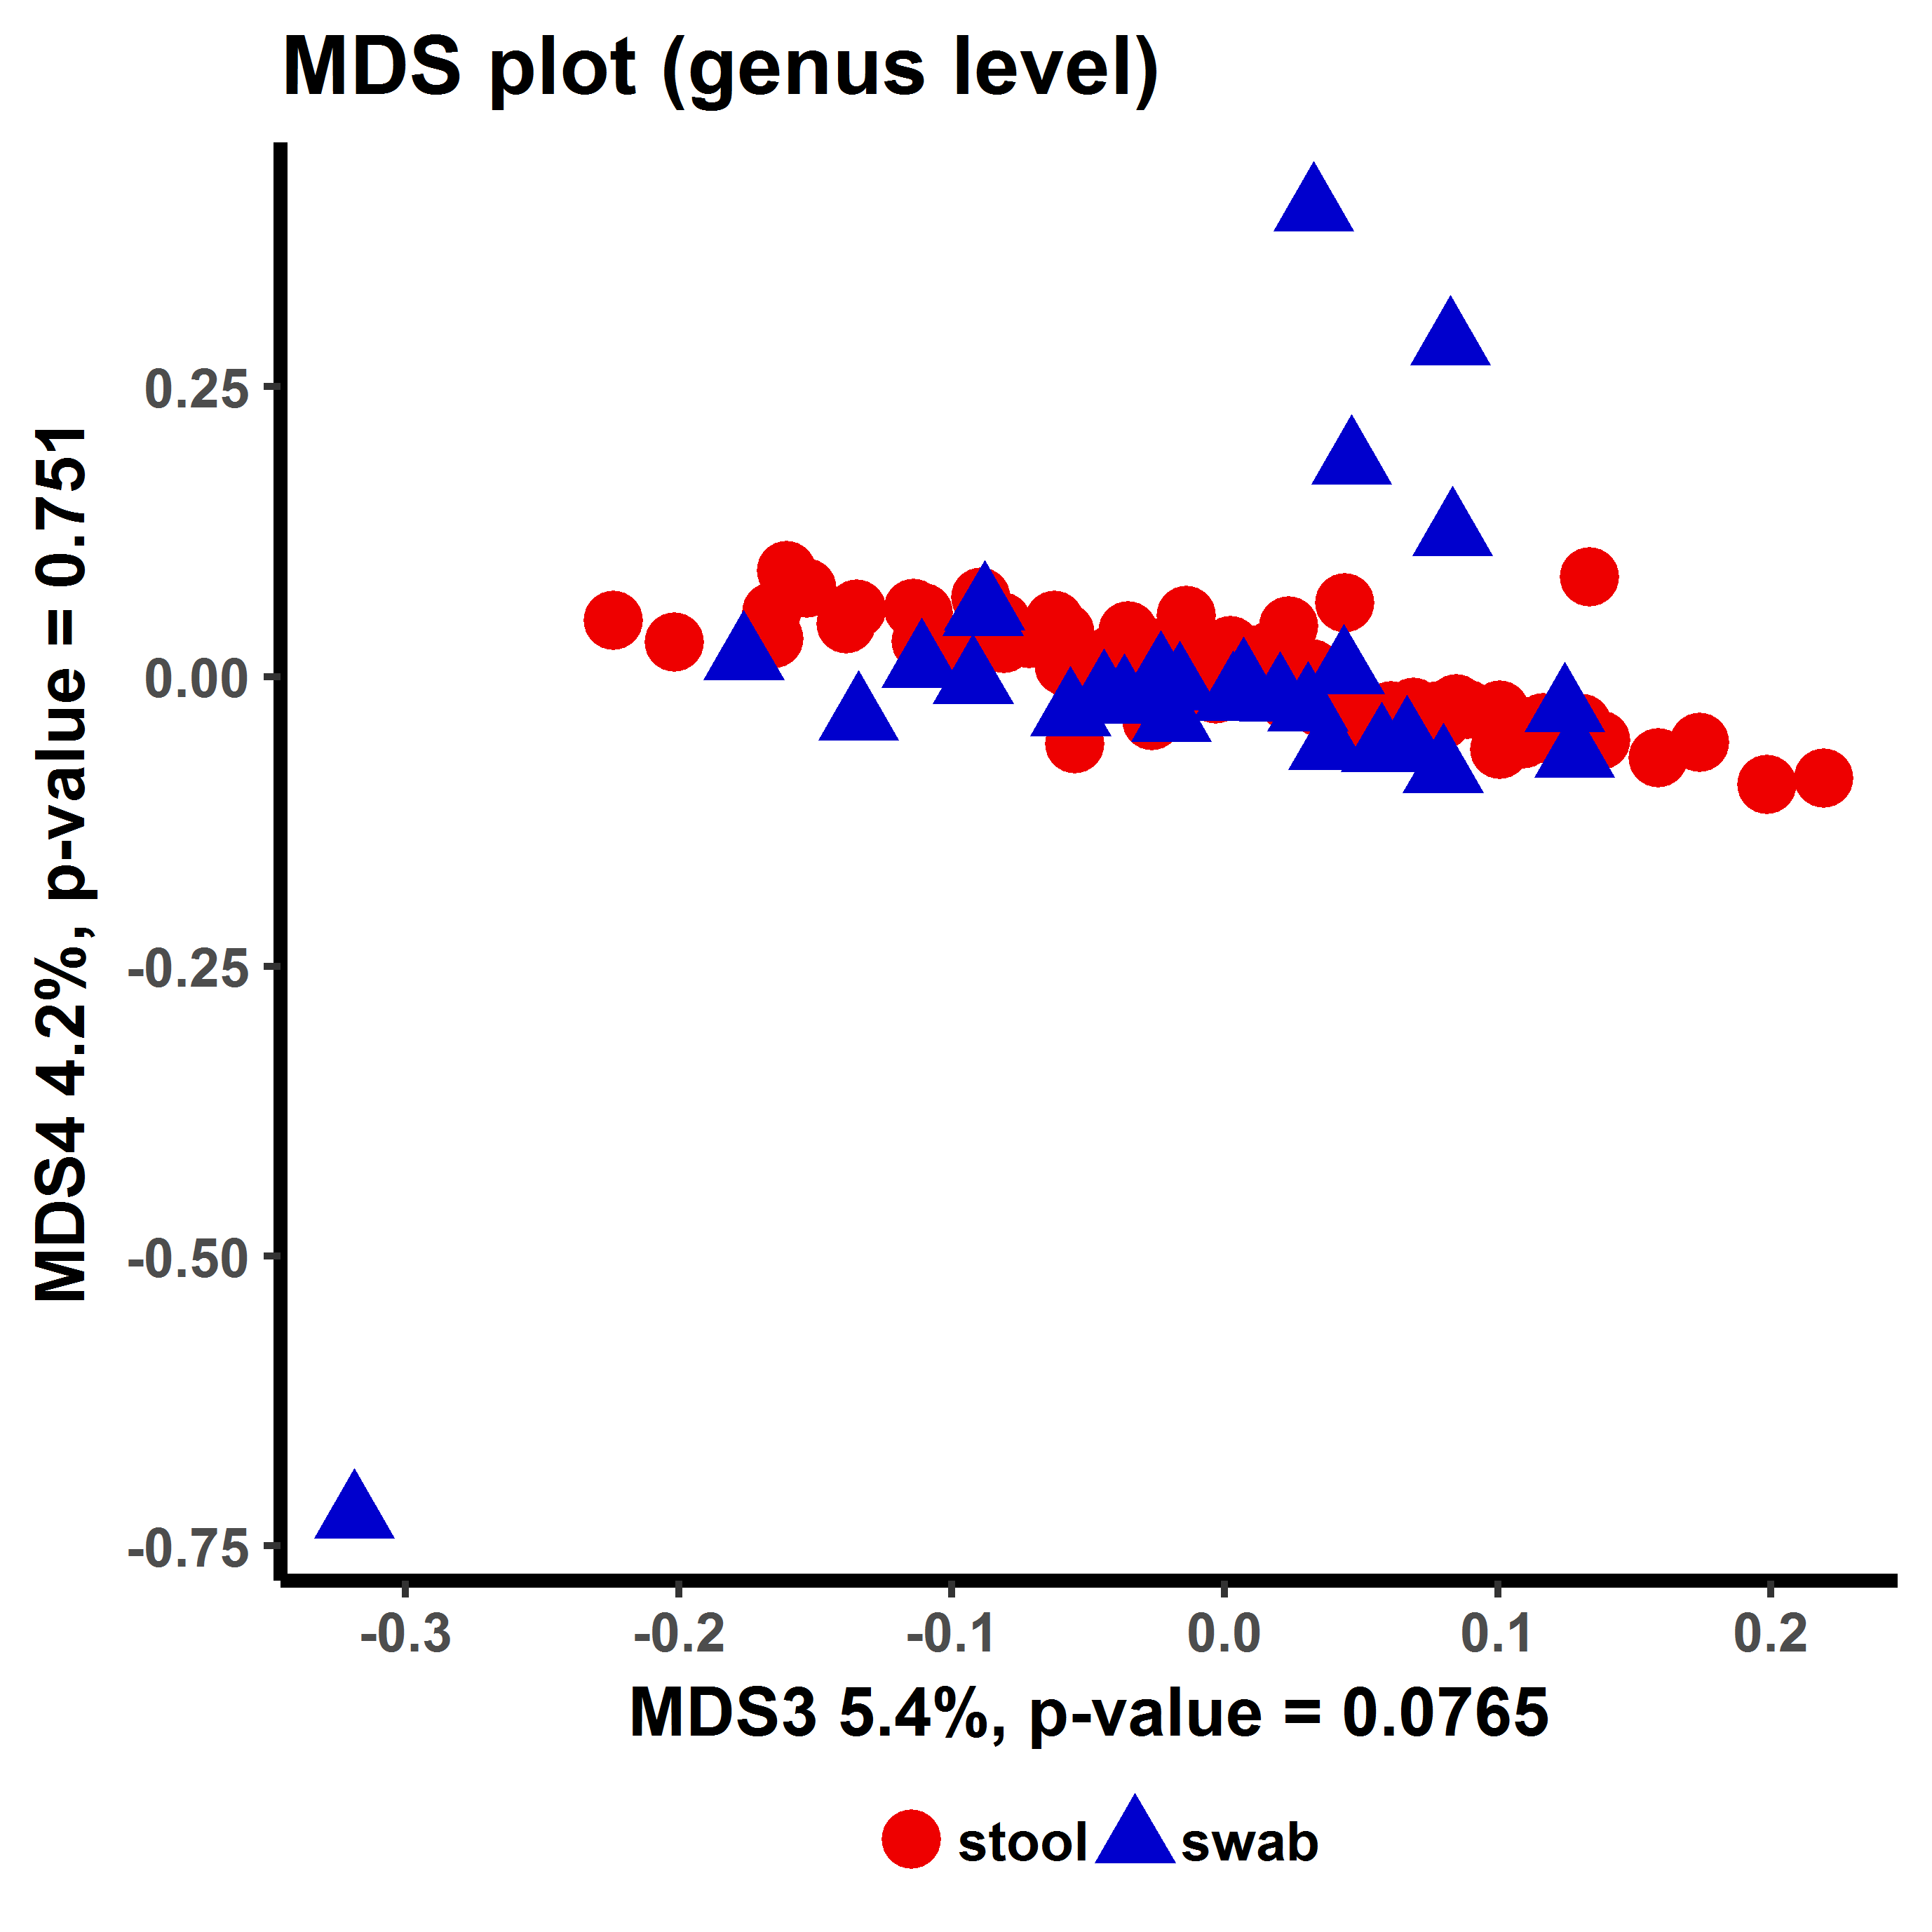 MDS plot (genus level)
MDS4 4.2%, p-value = 0.751
0.25
0.00
-0.25
-0.50
-0.75
-0.3
-0.2
-0.1
0.0
0.1
0.2
MDS3 5.4%, p-value = 0.0765
stool
swab